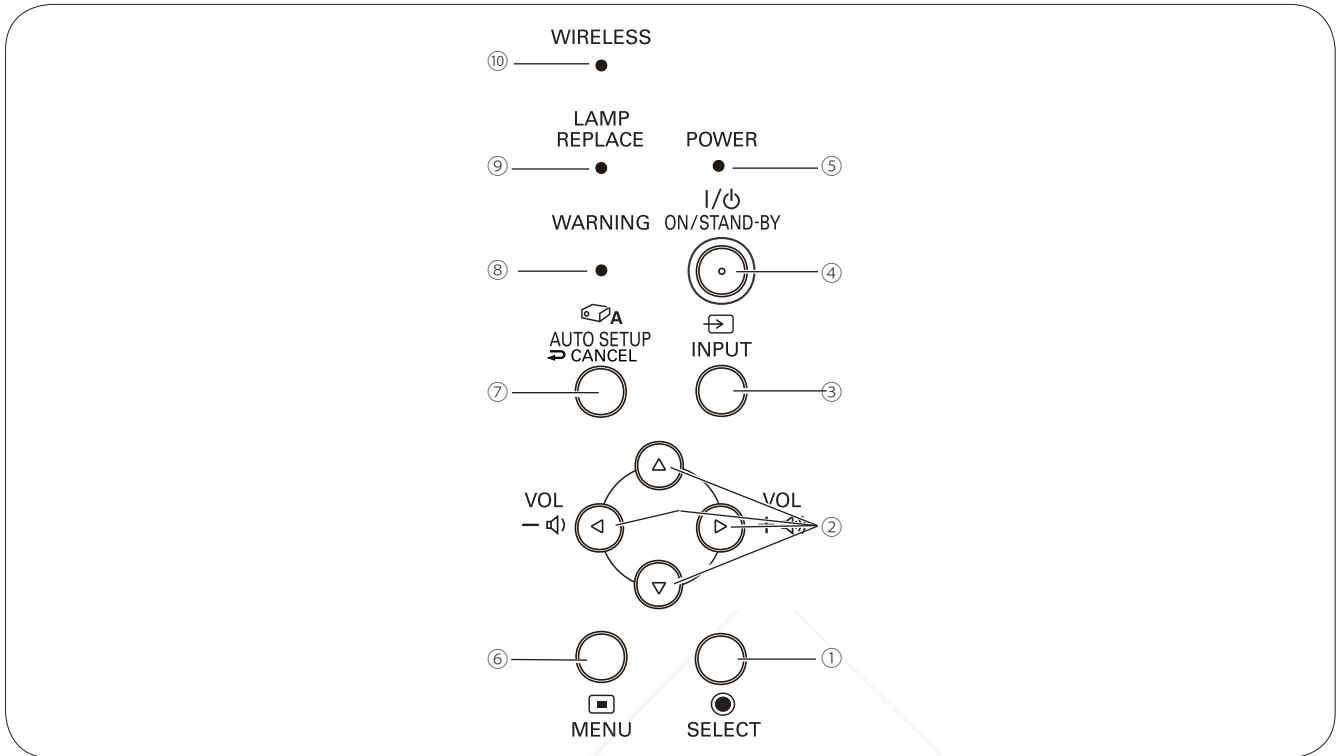 WIRELESS
⑩
LAMP
REPLACE
POWER
⑨
⑤
I/⏻
WARNING
ON/STAND-BY
⑧
④
A
AUTO SETUP
CANCEL
INPUT
⑦
③
VOL
VOL
−
+
②
⑥
①
MENU
SELECT